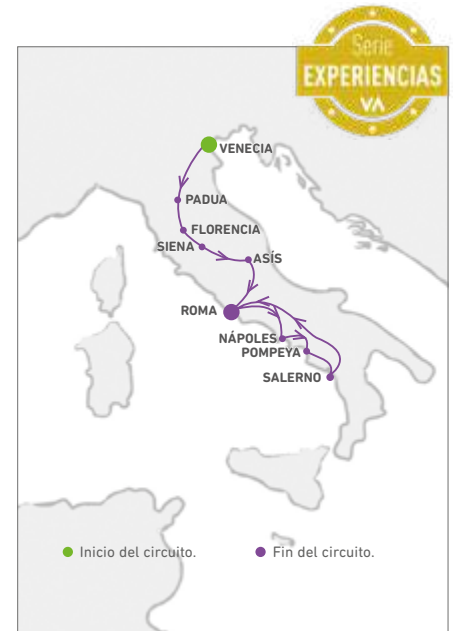 Serie
EXPERIENCIAS
VA
VENECIA
PADUA
FLORENCIA
SIENA
ASÍS
ROMA
NÁPOLES
POMPEYA
SALERNO
Inicio del circuito.
Fin del circuito.